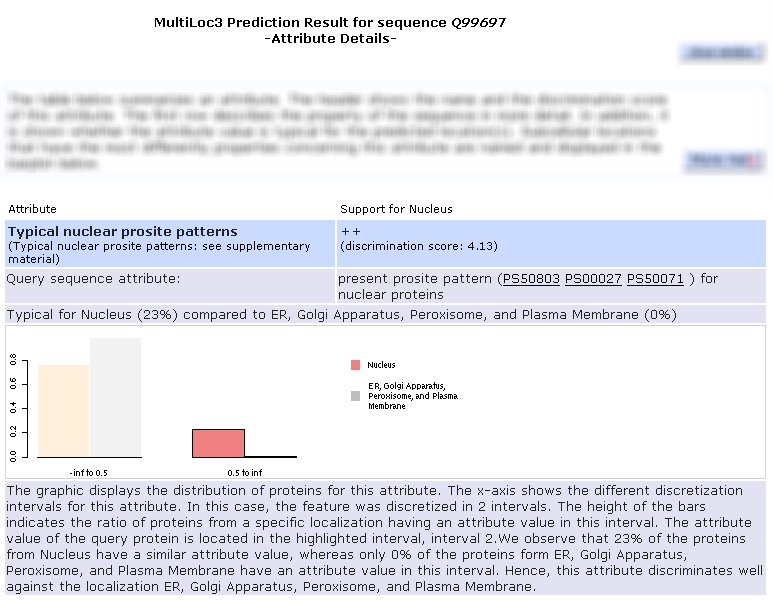 MultiLoc3 Prediction Result for sequence Q99697
-Attribute Details-
Attribute Support for Nucleus
Typical nuclear prosite patterns ++
(Typical nuclear prosite patterns: see supplementary (discrimination score: 4.13)
material)
Query sequence attribute: present prosite pattern (PS50803 PS00027 PS50071 ) for
nuclear proteins
Typical for Nucleus (23%) compared to ER, Golgi Apparatus, Peroxisome, and Plasma Membrane (0%)
0.8
0.6
0.4
0.2
0.0
-inf to 0.5
0.5 to inf
Nucleus
ER, Golgi Apparatus,
Peroxisome, and Plasma
Membrane
The graphic displays the distribution of proteins for this attribute. The x-axis shows the different discretization
intervals for this attribute. In this case, the feature was discretized in 2 intervals. The height of the bars
indicates the ratio of proteins from a specific localization having an attribute value in this interval. The attribute
value of the query protein is located in the highlighted interval, interval 2.We observe that 23% of the proteins
from Nucleus have a similar attribute value, whereas only 0% of the proteins form ER, Golgi Apparatus,
Peroxisome, and Plasma Membrane have an attribute value in this interval. Hence, this attribute discriminates well
against the localization ER, Golgi Apparatus, Peroxisome, and Plasma Membrane.